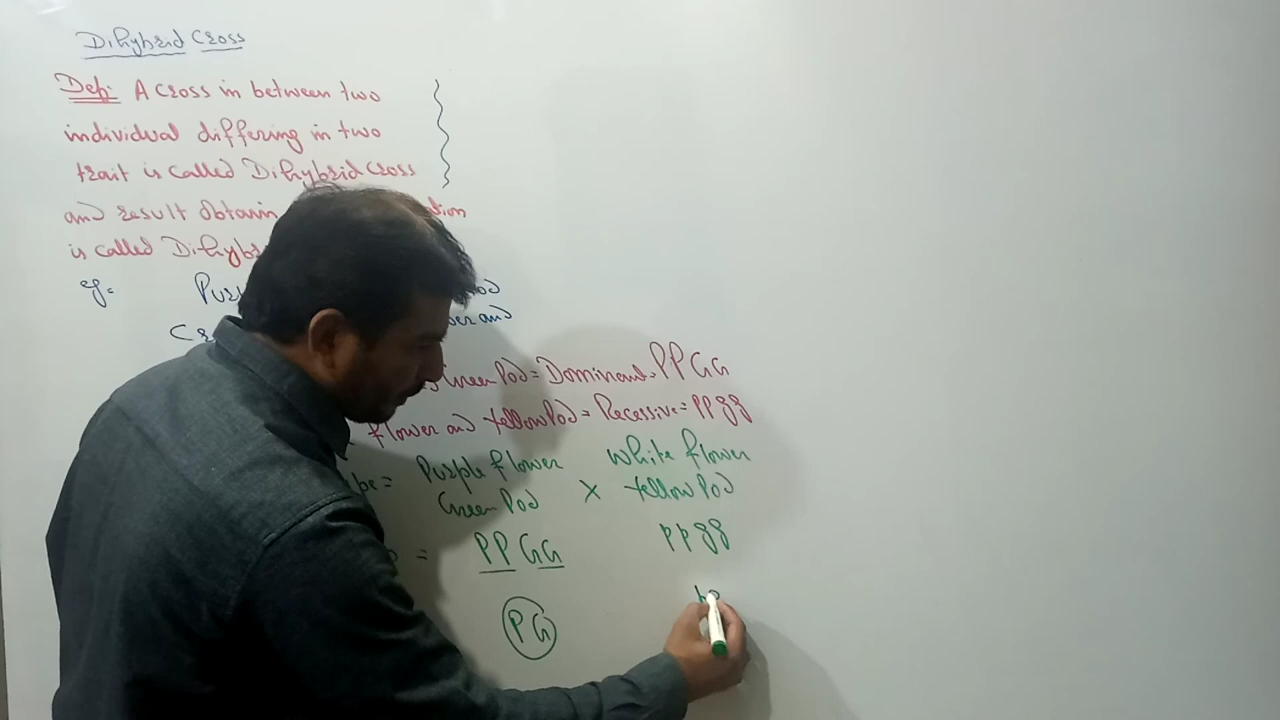 Dihybrid Cross
Def: A Cross in between two
individual differing in two
trait is called Dihybrid Cross
and result obtain tion
is called Dihybr
eg:
Green Pod = Dominant = PPGG
flower and Yellow Pod = Recessive = ppgg
Purple flower White flower
Green Pod × Yellow Pod
= PPGG ppgg
PG